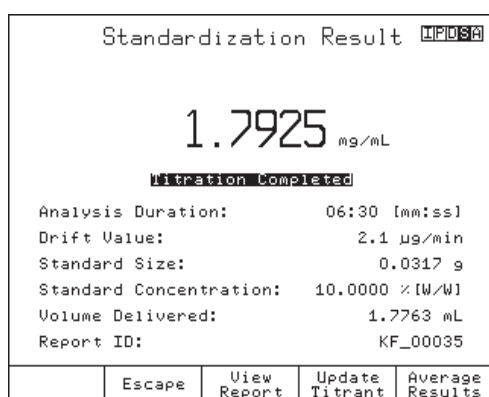 Standardization Result IPDSA
1.7925 mg/mL
Titration Completed
Analysis Duration: 06:30 [mm:ss]
Drift Value: 2.1 µg/min
Standard Size: 0.0317 g
Standard Concentration: 10.0000 %[W/W]
Volume Delivered: 1.7763 mL
Report ID: KF_00035
Escape
View Report
Update Titrant
Average Results